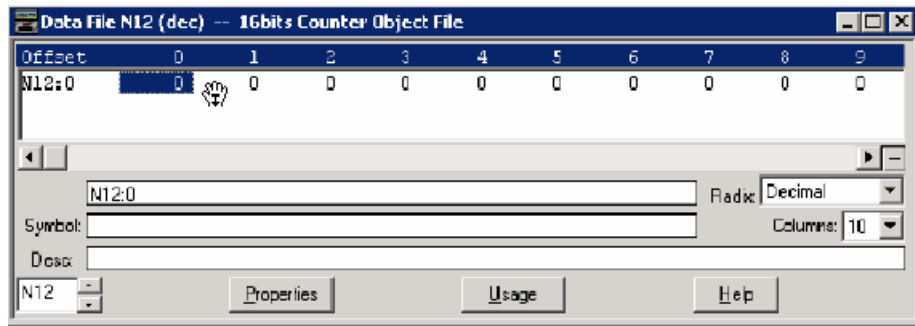 Data File N12 (dec) -- 16bits Counter Object File
Offset 0 1 2 3 4 5 6 7 8 9
N12:0 0 0 0 0 0 0 0 0 0 0
N12:0 Radix: Decimal
Symbol: Columns: 10
Desc:
N12 Properties Usage Help